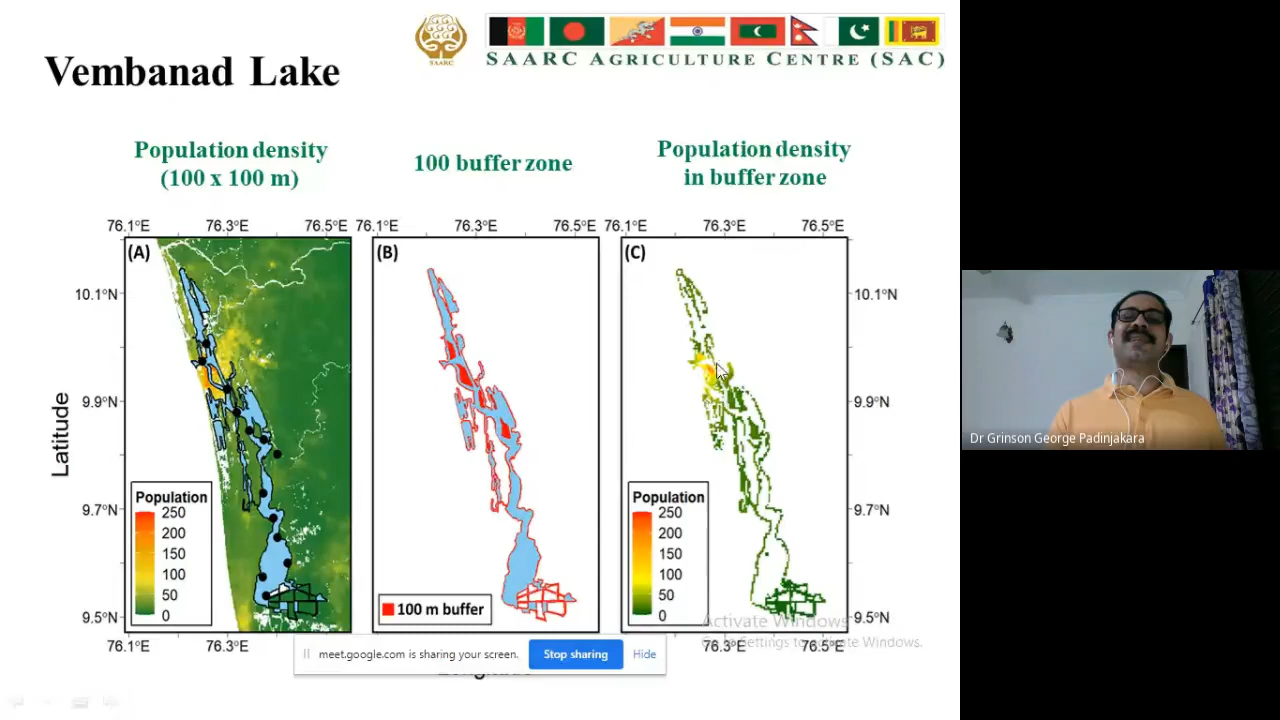 SAARC
SAARC AGRICULTURE CENTRE (SAC)
Vembanad Lake
Population density
(100 x 100 m)
100 buffer zone
Population density
in buffer zone
76.1°E 76.3°E 76.5°E 76.1°E 76.3°E 76.5°E 76.1°E 76.3°E 76.5°E
(A) (B) (C)
10.1°N 10.1°N
9.9°N 9.9°N
Latitude
9.7°N 9.7°N
9.5°N 9.5°N
Population
250
200
150
100
50
0
100 m buffer
Population
250
200
150
100
50
0
76.1°E 76.3°E 76.3°E 76.5°E
Activate Windows
Go to Settings to activate Windows.
meet.google.com is sharing your screen. Stop sharing Hide
Dr Grinson George Padinjakara